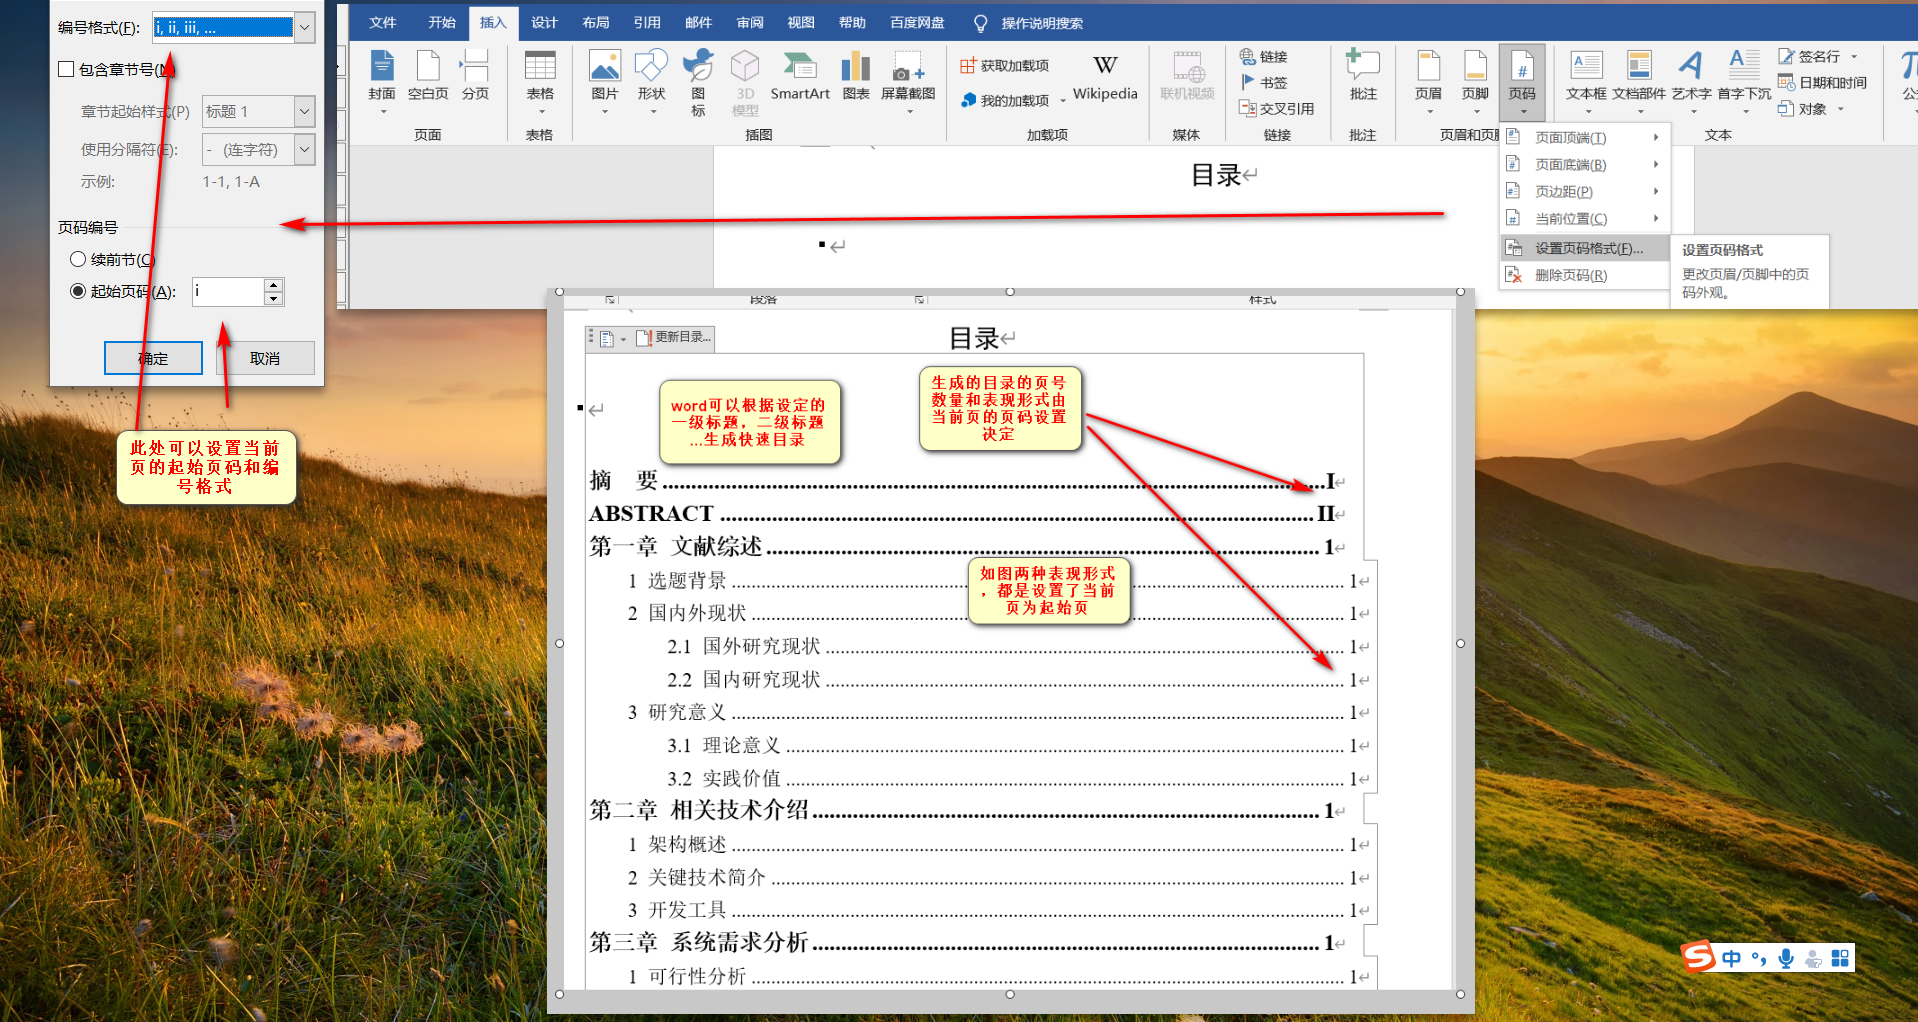 编号格式(F):
i, ii, iii, ...
包含章节号(N)
章节起始样式(P)
标题 1
使用分隔符(E):
- (连字符)
示例:
1-1, 1-A
页码编号
续前节(C)
起始页码(A):
i
确定
取消
此处可以设置当前
页的起始页码和编
号格式
文件
开始
插入
设计
布局
引用
邮件
审阅
视图
帮助
百度网盘
操作说明搜索
封面
空白页
分页
页面
表格
表格
图片
形状
图
标
3D
模型
SmartArt
图表
屏幕截图
插图
获取加载项
我的加载项
W
Wikipedia
加载项
联机视频
媒体
链接
书签
交叉引用
链接
批注
批注
页眉
页脚
页码
页眉和页脚
文本框
文档部件
艺术字
首字下沉
签名行
日期和时间
对象
文本
目录
页面顶端(T)
页面底端(B)
页边距(P)
当前位置(C)
设置页码格式(F)...
删除页码(R)
设置页码格式
更改页眉/页脚中的页
码外观。
段落
样式
更新目录...
目录
word可以根据设定的
一级标题，二级标题
...生成快速目录
生成的目录的页号
数量和表现形式由
当前页的页码设置
决定
摘 要 I
ABSTRACT II
第一章 文献综述 1
1 选题背景 1
2 国内外现状 1
2.1 国外研究现状 1
2.2 国内研究现状 1
3 研究意义 1
3.1 理论意义 1
3.2 实践价值 1
第二章 相关技术介绍 1
1 架构概述 1
2 关键技术简介 1
3 开发工具 1
第三章 系统需求分析 1
1 可行性分析 1
如图两种表现形式
，都是设置了当前
页为起始页
S 中